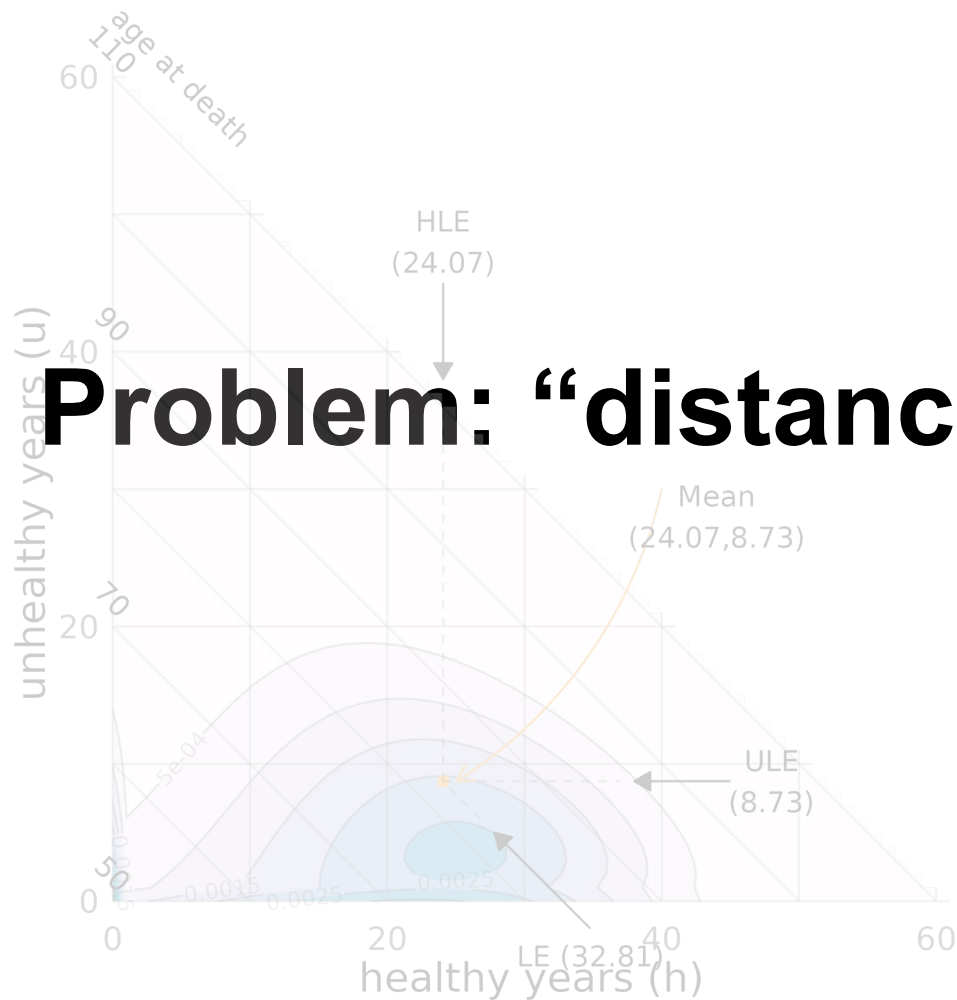 age at death
110
60
HLE
(24.07)
90
40
Problem: “distanc
unhealthy years (u)
Mean
(24.07,8.73)
70
20
5e-04
ULE
(8.73)
50
0.0015
0.0025
0.0025
0
0 20 40 60
LE (32.81)
healthy years (h)